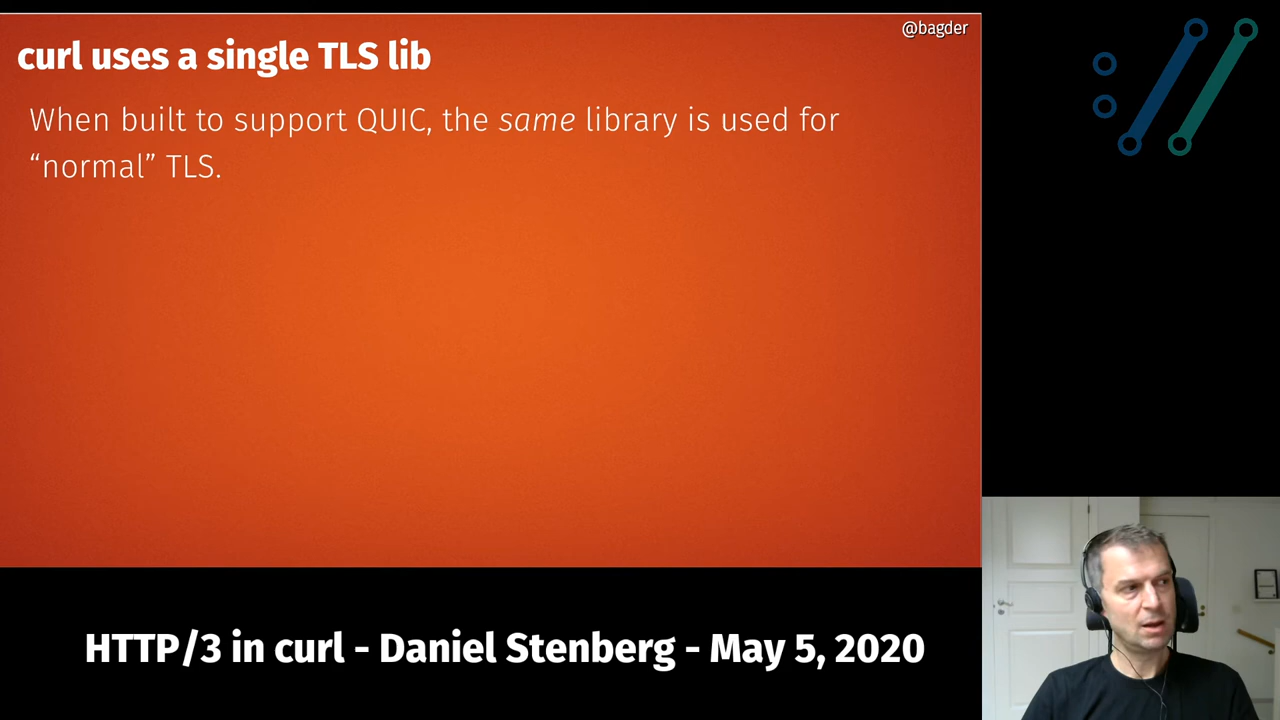 @bagder
curl uses a single TLS lib
When built to support QUIC, the same library is used for
“normal” TLS.
HTTP/3 in curl - Daniel Stenberg - May 5, 2020